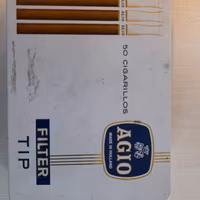 50 CIGARILLOS
AGIO
MADE IN HOLLAND
FILTER
TIP